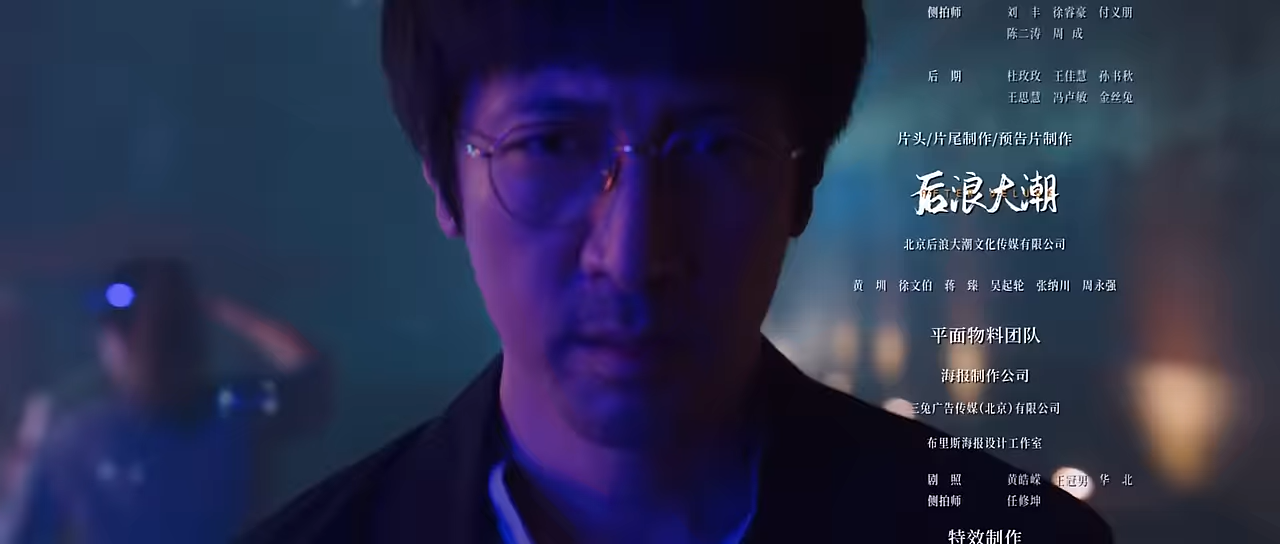 侧拍师 刘 丰 徐睿豪 付义朋
陈二涛 周 成
后 期 杜玫玫 王佳慧 孙书秋
王思慧 冯卢敏 金丝兔
片头/片尾制作/预告片制作
后浪大潮
北京后浪大潮文化传媒有限公司
黄 圳 徐文伯 蒋 臻 吴起轮 张纳川 周永强
平面物料团队
海报制作公司
三兔广告传媒(北京)有限公司
布里斯海报设计工作室
剧 照 黄皓嵘 王冠男 华 北
侧拍师 任修坤
特效制作